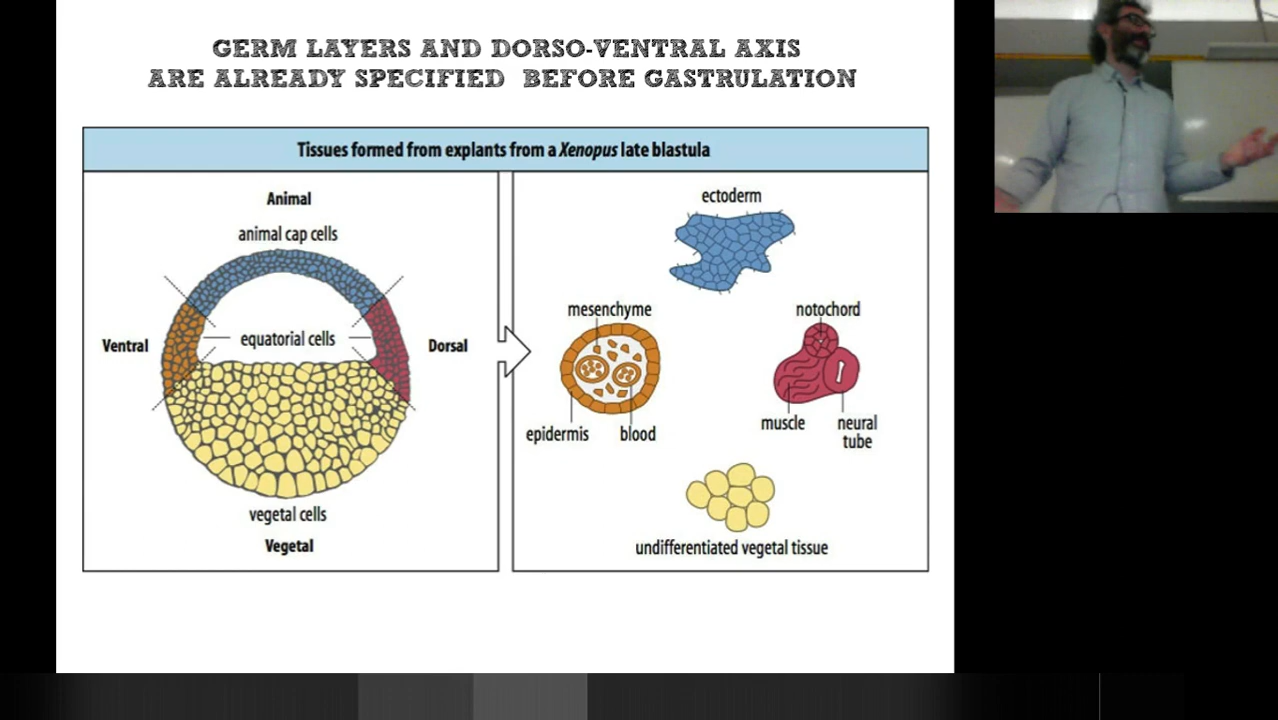 GERM LAYERS AND DORSO-VENTRAL AXIS
ARE ALREADY SPECIFIED BEFORE GASTRULATION
Tissues formed from explants from a Xenopus late blastula
Animal
animal cap cells
Ventral
equatorial cells
Dorsal
vegetal cells
Vegetal
ectoderm
mesenchyme
notochord
epidermis
blood
muscle
neural
tube
undifferentiated vegetal tissue